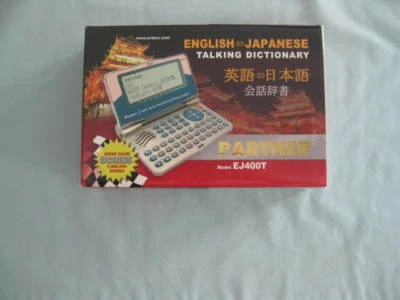 www.ectaco.com
ENGLISH⇔JAPANESE
TALKING DICTIONARY
英語⇔日本語
会話辞書
PARTNER
Model EJ400T
BONUS